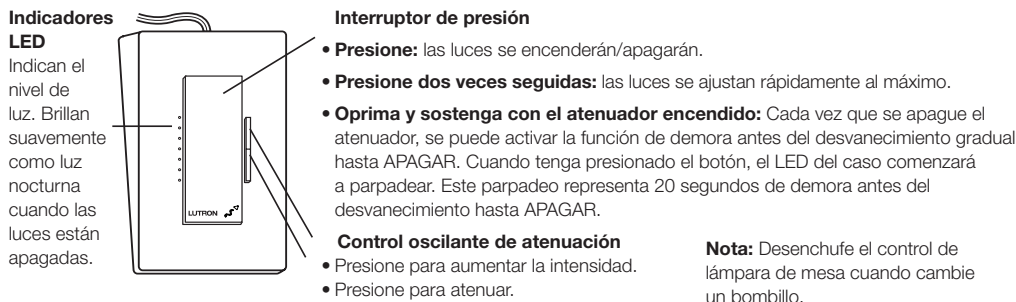 Indicadores
LED
Indican el
nivel de
luz. Brillan
suavemente
como luz
nocturna
cuando las
luces están
apagadas.
LUTRON
Interruptor de presión
• Presione: las luces se encenderán/apagarán.
• Presione dos veces seguidas: las luces se ajustan rápidamente al máximo.
• Oprima y sostenga con el atenuador encendido: Cada vez que se apague el
atenuador, se puede activar la función de demora antes del desvanecimiento gradual
hasta APAGAR. Cuando tenga presionado el botón, el LED del caso comenzará
a parpadear. Este parpadeo representa 20 segundos de demora antes del
desvanecimiento hasta APAGAR.
Control oscilante de atenuación
• Presione para aumentar la intensidad.
• Presione para atenuar.
Nota: Desenchufe el control de
lámpara de mesa cuando cambie
un bombillo.